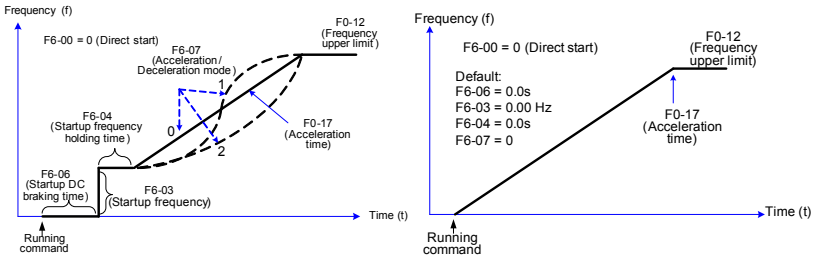 Frequency (f)
F6-00 = 0 (Direct start)
F6-07
(Acceleration/
Deceleration mode)
F0-12
(Frequency
upper limit)
1
0
2
F6-04
(Startup frequency
holding time)
F0-17
(Acceleration
time)
F6-06
(Startup DC
braking time)
F6-03
(Startup frequency)
Time (t)
Running
command
Frequency (f)
F6-00 = 0 (Direct start)
F0-12
(Frequency
upper limit)
Default:
F6-06 = 0.0s
F6-03 = 0.00 Hz
F6-04 = 0.0s
F6-07 = 0
F0-17
(Acceleration
time)
Time (t)
Running
command